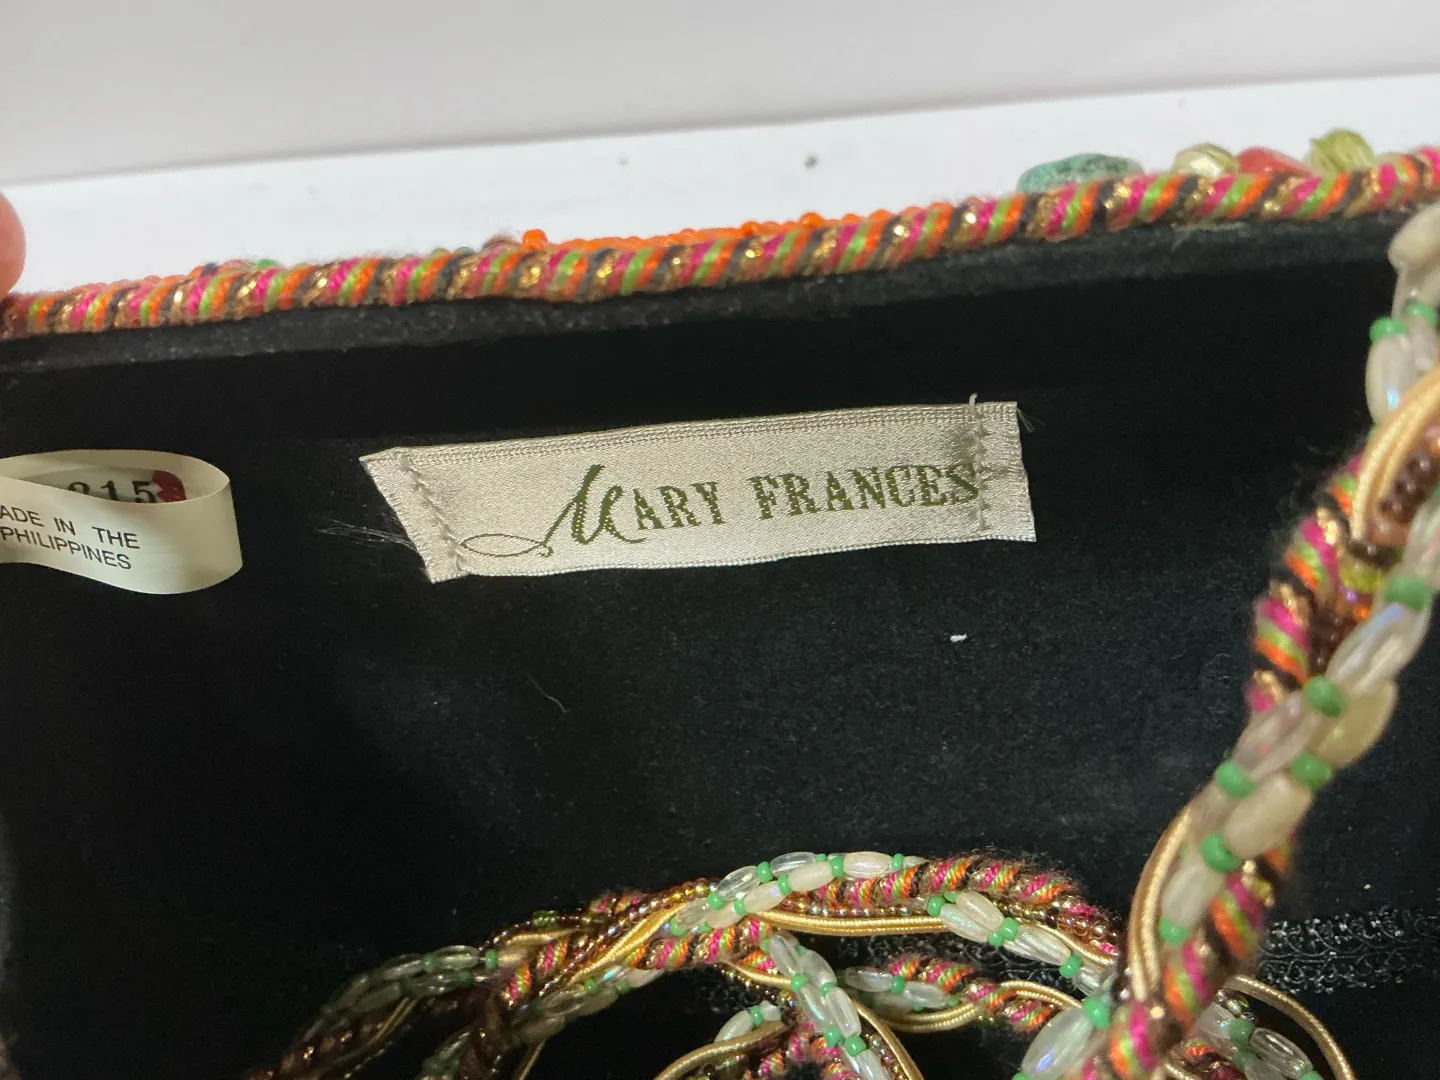 315
ADE IN THE
PHILIPPINES
MARY FRANCES